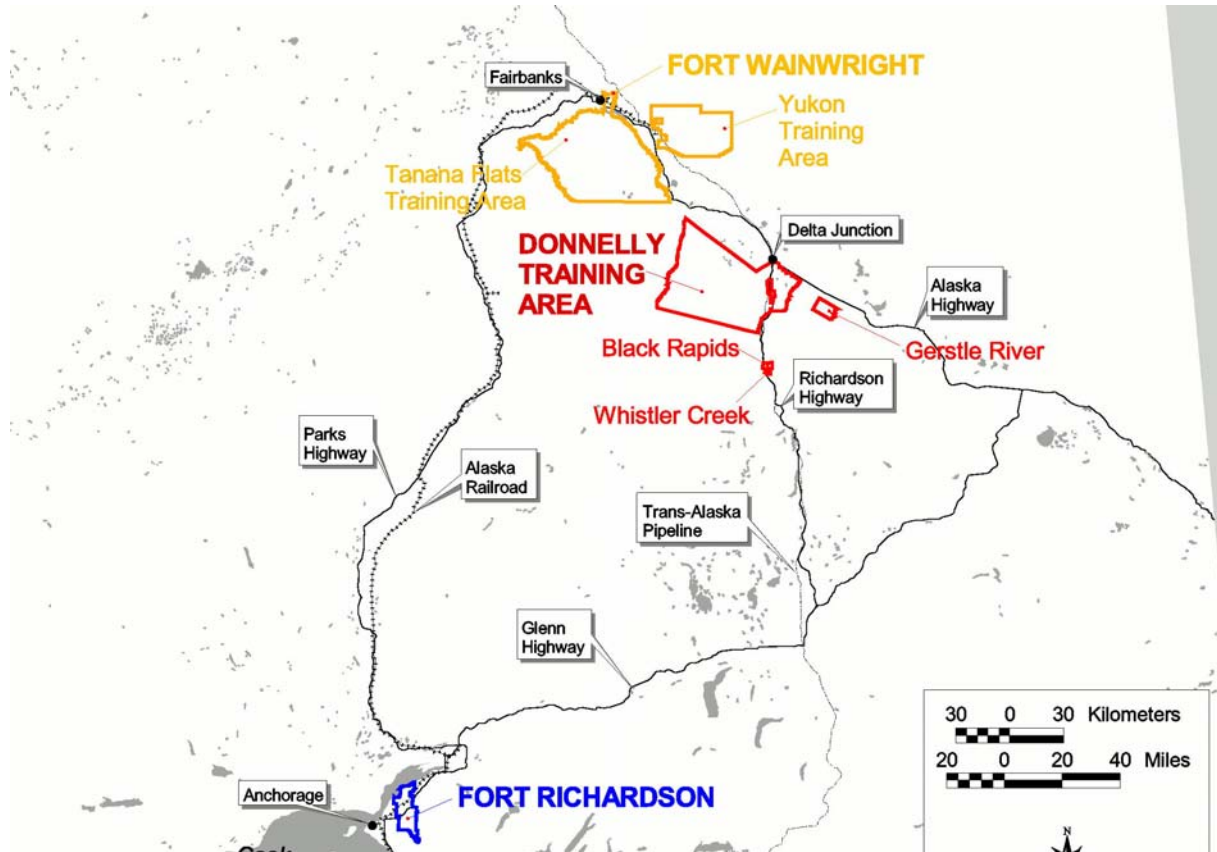 FORT WAINWRIGHT
Fairbanks
Yukon
Training
Area
Tanana Flats
Training Area
Delta Junction
DONNELLY
TRAINING
AREA
Alaska
Highway
Black Rapids
Gerstle River
Richardson
Highway
Whistler Creek
Parks
Highway
Alaska
Railroad
Trans-Alaska
Pipeline
Glenn
Highway
30 0 30 Kilometers
20 0 20 40 Miles
Anchorage
FORT RICHARDSON
N
Cook